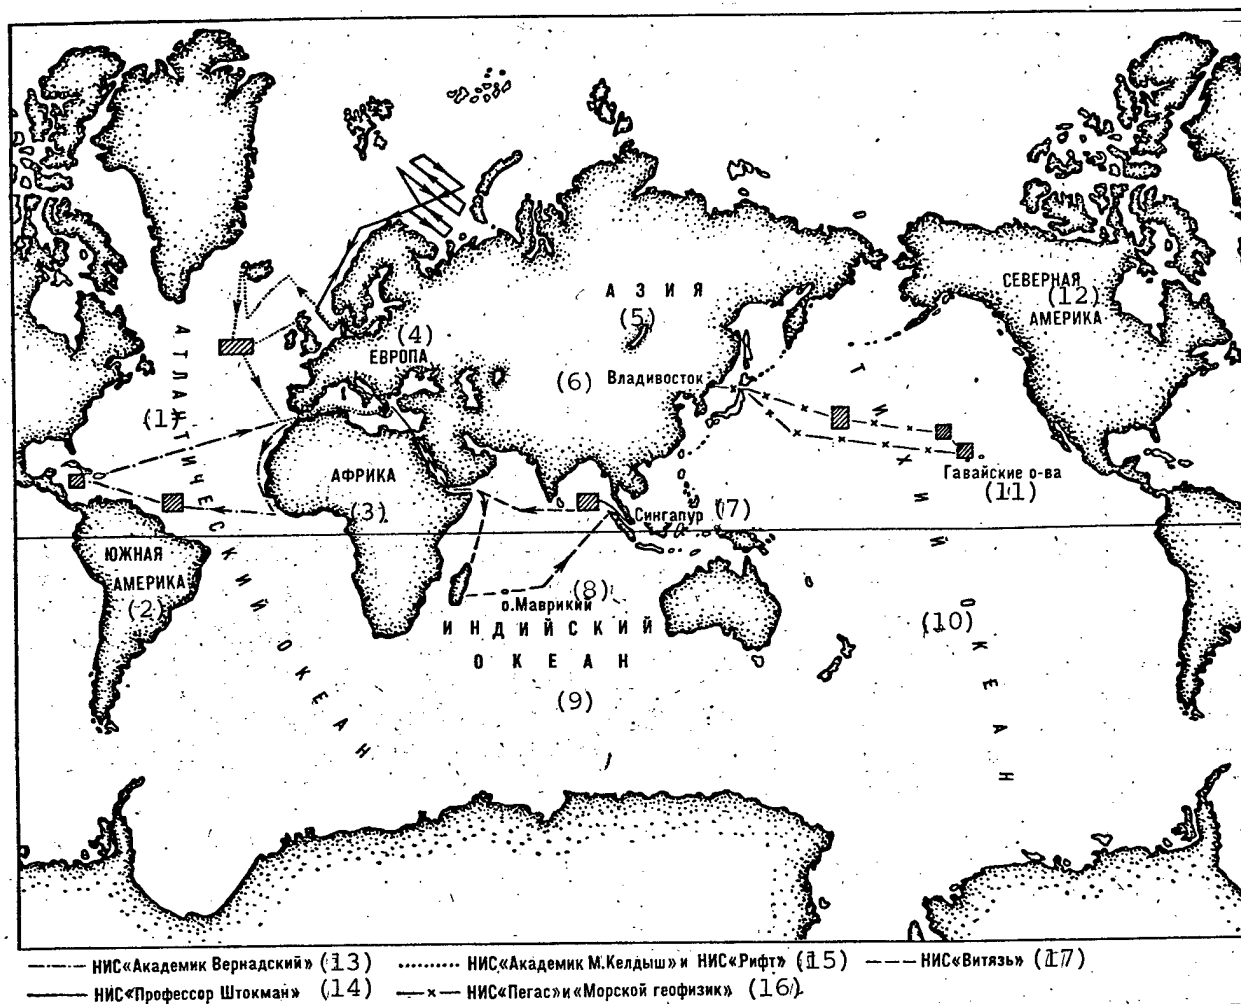 АЗИЯ
(5)
СЕВЕРНАЯ
(12)
АМЕРИКА
(4)
ЕВРОПА
(6)
Владивосток
(1)
АТЛАНТИЧЕСКИЙ ОКЕАН
ТИХИЙ ОКЕАН
АФРИКА
(3)
Гавайские о-ва
(11)
Сингапур (7)
ЮЖНАЯ
АМЕРИКА
(2)
(8)
о.Маврикий
(10)
ИНДИЙСКИЙ
ОКЕАН
(9)
НИС«Академик Вернадский» (13)
НИС«Академик М.Келдыш» и НИС«Рифт» (15)
НИС«Витязь» (17)
НИС«Профессор Штокман» (14)
НИС«Пегас»и«Морской геофизик» (16)